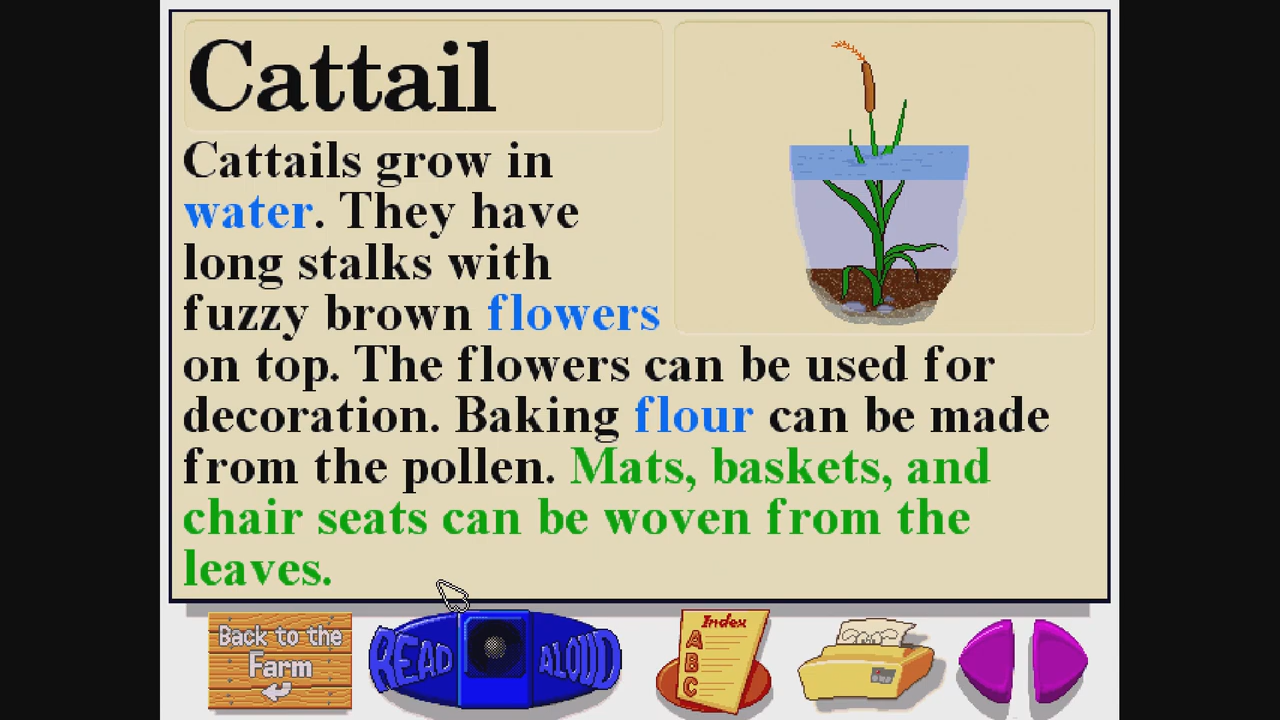 Cattail
Cattails grow in
water. They have
long stalks with
fuzzy brown flowers
on top. The flowers can be used for
decoration. Baking flour can be made
from the pollen. Mats, baskets, and
chair seats can be woven from the
leaves.
Back to the
Farm
READ ALOUD
Index
A
B
C